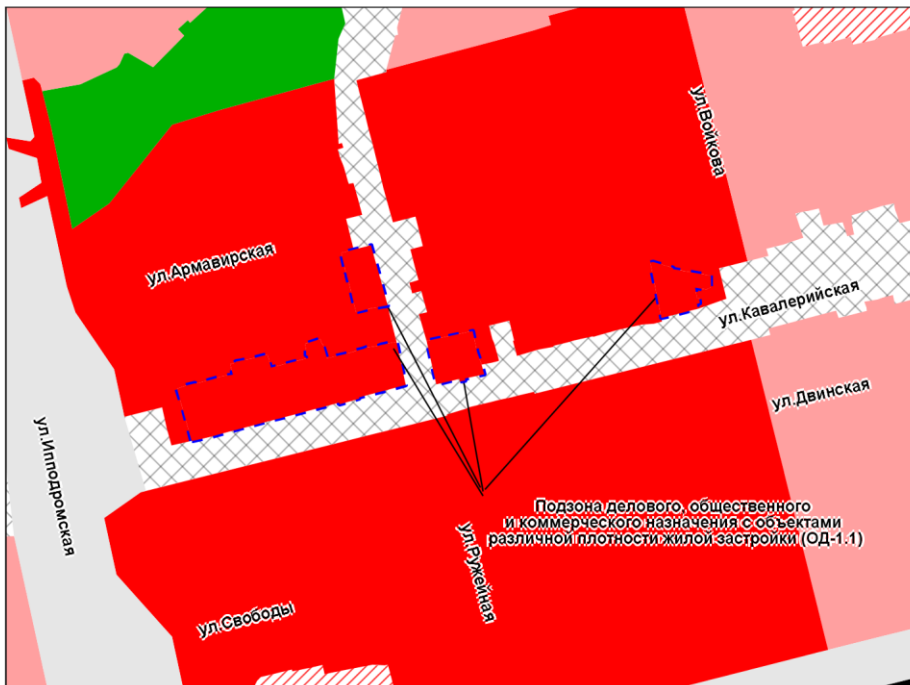 ул.Войкова
ул.Армавирская
ул.Кавалерийская
ул.Двинская
ул.Ипподромская
Подзона делового, общественного
и коммерческого назначения с объектами
различной плотности жилой застройки (ОД-1.1)
ул.Ружейная
ул.Свободы